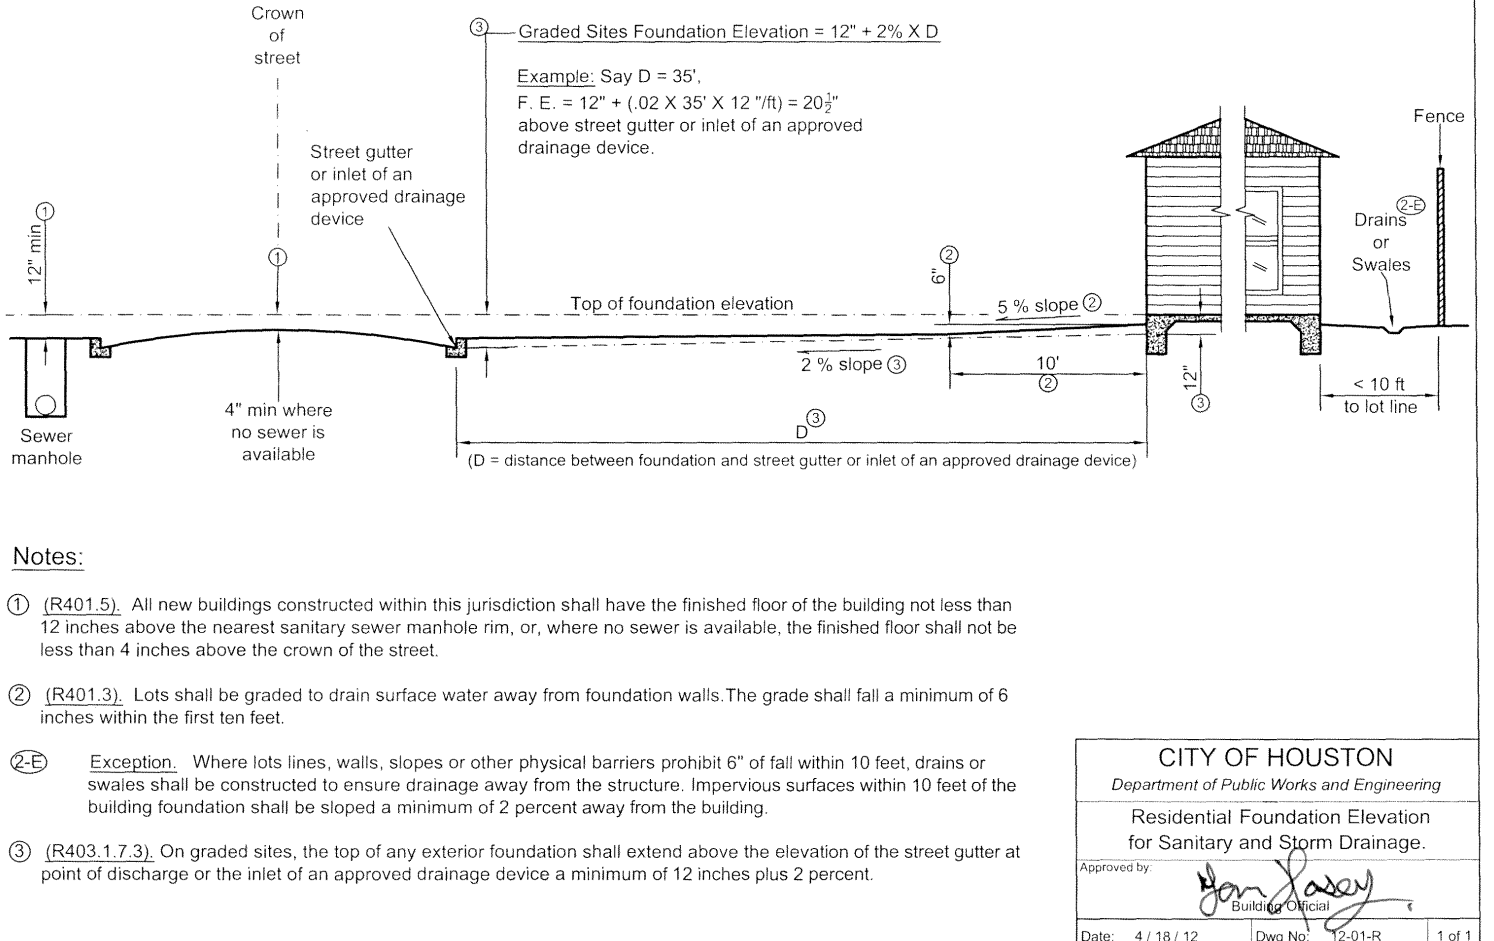 Crown
of
street
③ Graded Sites Foundation Elevation = 12" + 2% X D
Example: Say D = 35',
F. E. = 12" + (.02 X 35' X 12 "/ft) = 20½"
above street gutter or inlet of an approved
drainage device.
Street gutter
or inlet of an
approved drainage
device
Fence
12" min ①
①
6" ②
2-E
Drains
or
Swales
Top of foundation elevation
5 % slope ②
2 % slope ③
10'
②
12"
③
< 10 ft
to lot line
Sewer
manhole
4" min where
no sewer is
available
D ③
(D = distance between foundation and street gutter or inlet of an approved drainage device)
Notes:
① (R401.5). All new buildings constructed within this jurisdiction shall have the finished floor of the building not less than
12 inches above the nearest sanitary sewer manhole rim, or, where no sewer is available, the finished floor shall not be
less than 4 inches above the crown of the street.
② (R401.3). Lots shall be graded to drain surface water away from foundation walls.The grade shall fall a minimum of 6
inches within the first ten feet.
2-E Exception. Where lots lines, walls, slopes or other physical barriers prohibit 6" of fall within 10 feet, drains or
swales shall be constructed to ensure drainage away from the structure. Impervious surfaces within 10 feet of the
building foundation shall be sloped a minimum of 2 percent away from the building.
③ (R403.1.7.3). On graded sites, the top of any exterior foundation shall extend above the elevation of the street gutter at
point of discharge or the inlet of an approved drainage device a minimum of 12 inches plus 2 percent.
CITY OF HOUSTON
Department of Public Works and Engineering
Residential Foundation Elevation
for Sanitary and Storm Drainage.
Approved by:
Building Official
Date: 4 / 18 / 12
Dwg No: 12-01-R
1 of 1